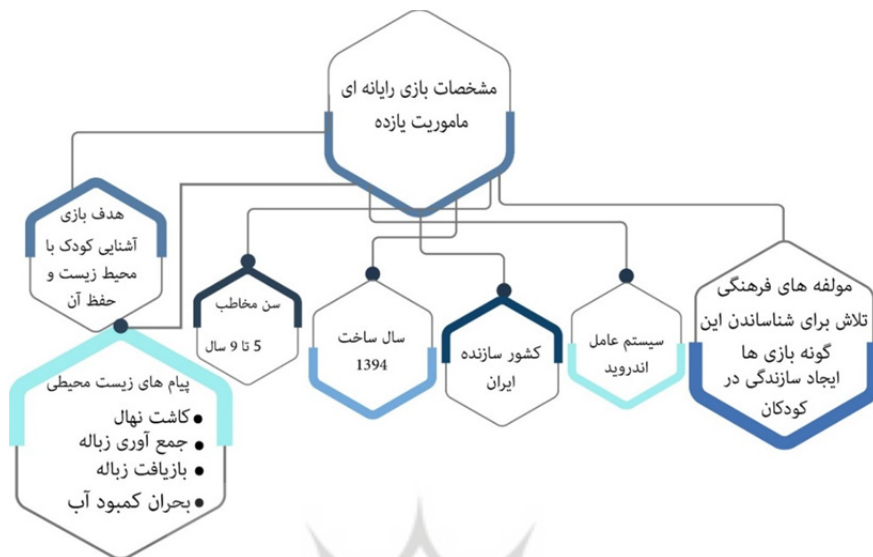 مشخصات بازی رایانه ای
ماموریت یازده
مولفه های فرهنگی
تلاش برای شناساندن این
گونه بازی ها
ایجاد سازندگی در
کودکان
سیستم عامل
اندروید
کشور سازنده
ایران
سال ساخت
1394
سن مخاطب
5 تا 9 سال
هدف بازی
آشنایی کودک با
محیط زیست و
حفظ آن
پیام های زیست محیطی
● کاشت نهال
● جمع آوری زباله
● بازیافت زباله
● بحران کمبود آب